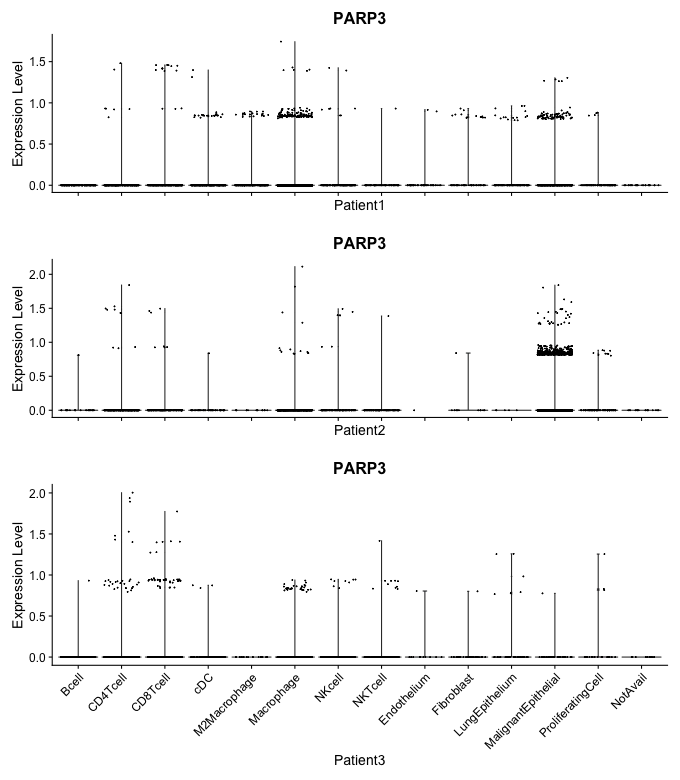 PARP3
Expression Level
1.5
1.0
0.5
0.0
Patient1
PARP3
Expression Level
2.0
1.5
1.0
0.5
0.0
Patient2
PARP3
Expression Level
2.0
1.5
1.0
0.5
0.0
Bcell
CD4Tcell
CD8Tcell
cDC
M2Macrophage
Macrophage
NKcell
NKTcell
Endothelium
Fibroblast
LungEpithelium
MalignantEpithelial
ProliferatingCell
NotAvail
Patient3